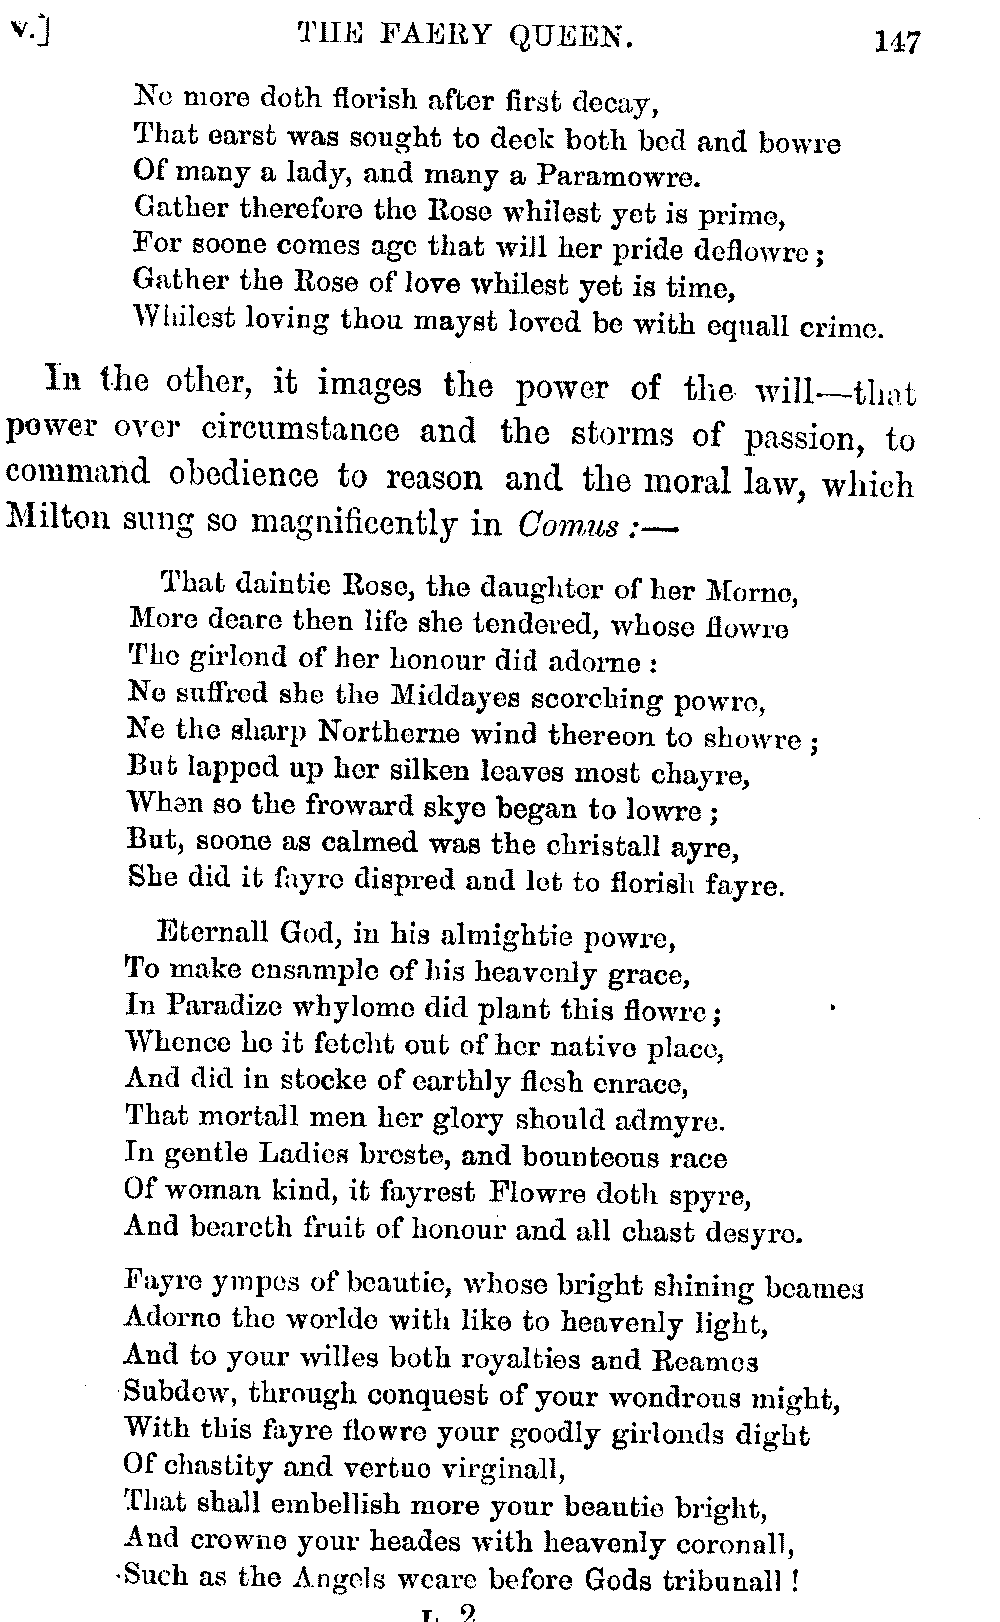 v.] THE FAERY QUEEN. 147
Ne more doth florish after first decay,
That earst was sought to deck both bed and bowre
Of many a lady, and many a Paramowre.
Gather therefore the Rose whilest yet is prime,
For soone comes age that will her pride deflowre;
Gather the Rose of love whilest yet is time,
Whilest loving thou mayst loved be with equall crime.
In the other, it images the power of the will—that
power over circumstance and the storms of passion, to
command obedience to reason and the moral law, which
Milton sung so magnificently in Comus:—
That daintie Rose, the daughter of her Morne,
More deare then life she tendered, whose flowre
The girlond of her honour did adorne:
Ne suffred she the Middayes scorching powre,
Ne the sharp Northerne wind thereon to showre;
But lapped up her silken leaves most chayre,
When so the froward skye began to lowre;
But, soone as calmed was the christall ayre,
She did it fayre dispred and let to florish fayre.
Eternall God, in his almightie powre,
To make ensample of his heavenly grace,
In Paradize whylome did plant this flowre;
Whence he it fetcht out of her native place,
And did in stocke of earthly flesh enrace,
That mortall men her glory should admyre.
In gentle Ladies breste, and bounteous race
Of woman kind, it fayrest Flowre doth spyre,
And beareth fruit of honour and all chast desyre.
Fayre ympes of beautie, whose bright shining beames
Adorne the worlde with like to heavenly light,
And to your willes both royalties and Reames
Subdew, through conquest of your wondrous might,
With this fayre flowre your goodly girlonds dight
Of chastity and vertue virginall,
That shall embellish more your beautie bright,
And crowne your heades with heavenly coronall,
Such as the Angels weare before Gods tribunall!
L 2